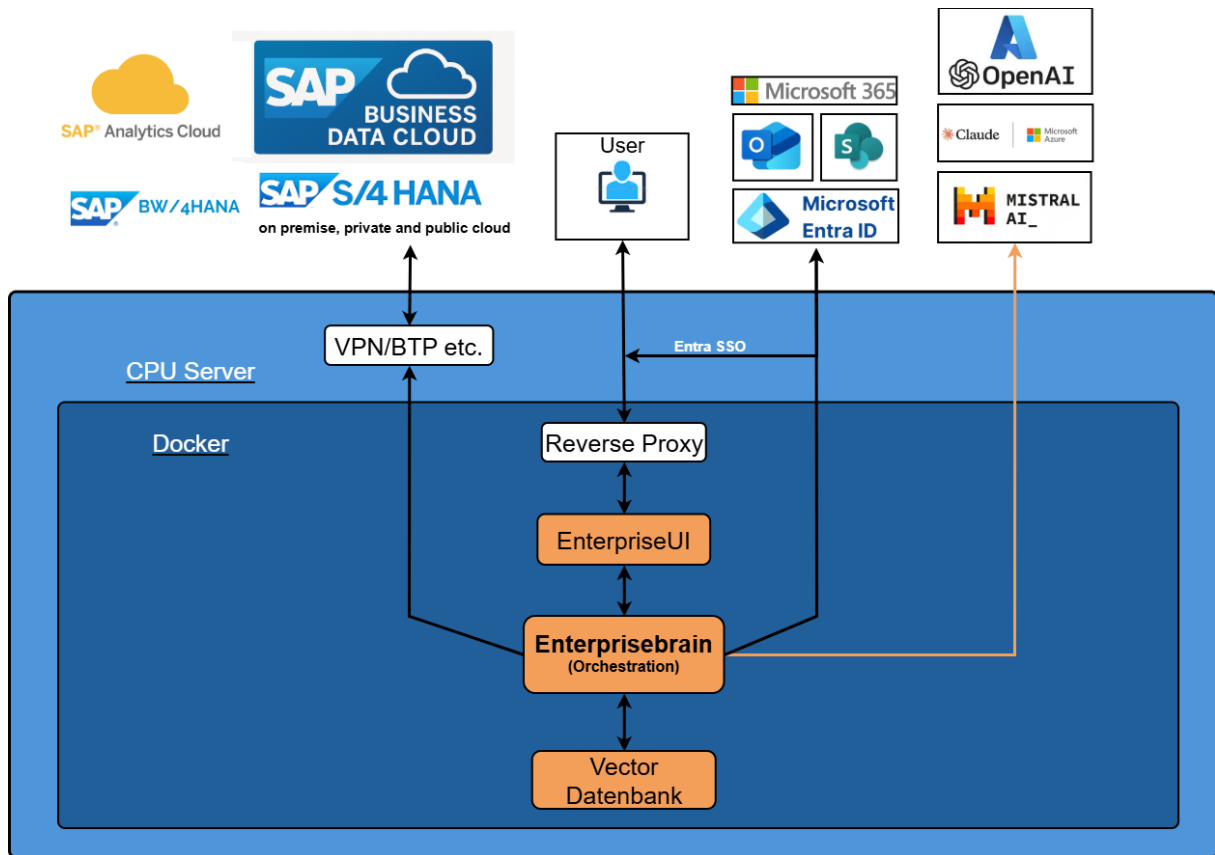 SAP® Analytics Cloud
SAP
BUSINESS
DATA CLOUD
SAP® BW/4HANA
SAP S/4HANA
on premise, private and public cloud
User
Microsoft 365
O
S
Microsoft
Entra ID
OpenAI
Claude
Microsoft
Azure
MISTRAL
AI_
VPN/BTP etc.
Entra SSO
CPU Server
Docker
Reverse Proxy
EnterpriseUI
Enterprisebrain
(Orchestration)
Vector
Datenbank